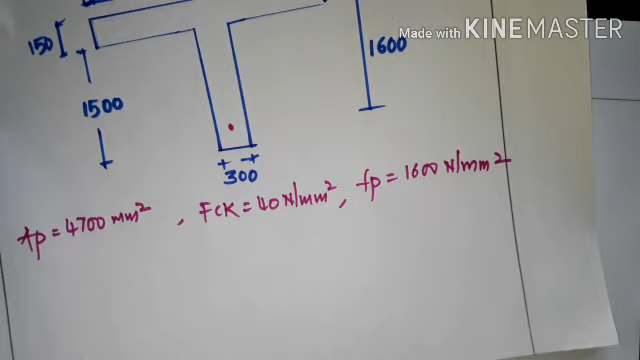 Made with KINEMASTER
150
1600
1500
300
Ap = 4700 mm², FCK = 40 N/mm², fp = 1600 N/mm²